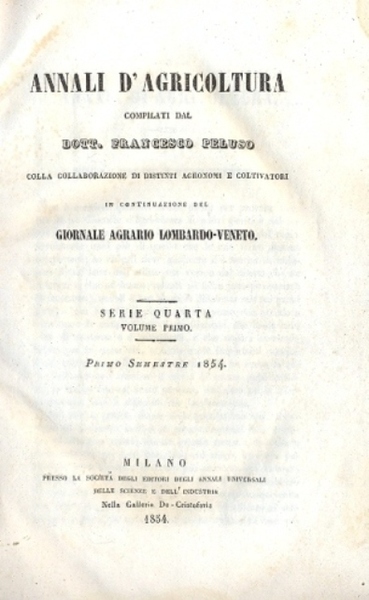 ANNALI D'AGRICOLTURA
COMPILATI DAL
DOTT. FRANCESCO PELUSO
COLLA COLLABORAZIONE DI DISTINTI AGRONOMI E COLTIVATORI
IN CONTINUAZIONE DEL
GIORNALE AGRARIO LOMBARDO-VENETO.
SERIE QUARTA
VOLUME PRIMO.
PRIMO SEMESTRE 1854.
MILANO
PRESSO LA SOCIETÀ DEGLI EDITORI DEGLI ANNALI UNIVERSALI
DELLE SCIENZE E DELL'INDUSTRIA
Nella Galleria De-Cristoforis
1854.